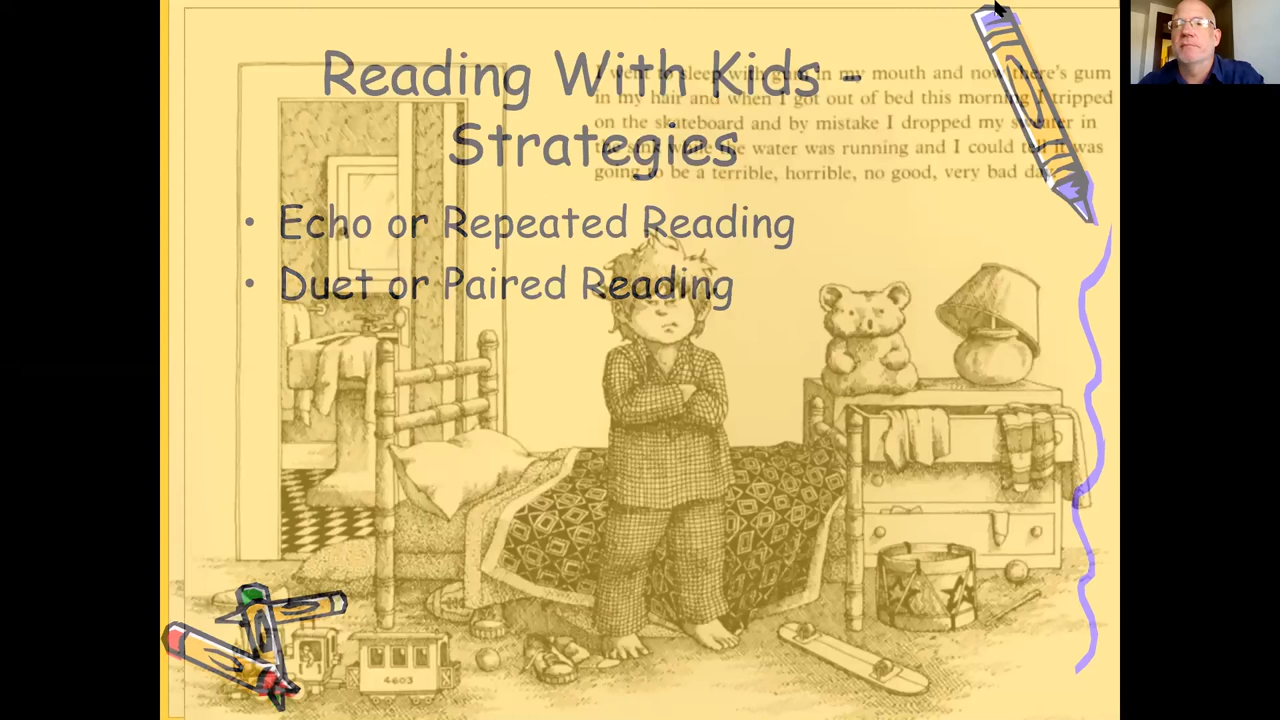 Reading With Kids -
Strategies
• Echo or Repeated Reading
• Duet or Paired Reading
I went to sleep with gum in my mouth and now there's gum
in my hair and when I got out of bed this morning I tripped
on the skateboard and by mistake I dropped my sweater in
the sink while the water was running and I could tell it was
going to be a terrible, horrible, no good, very bad day.
4603